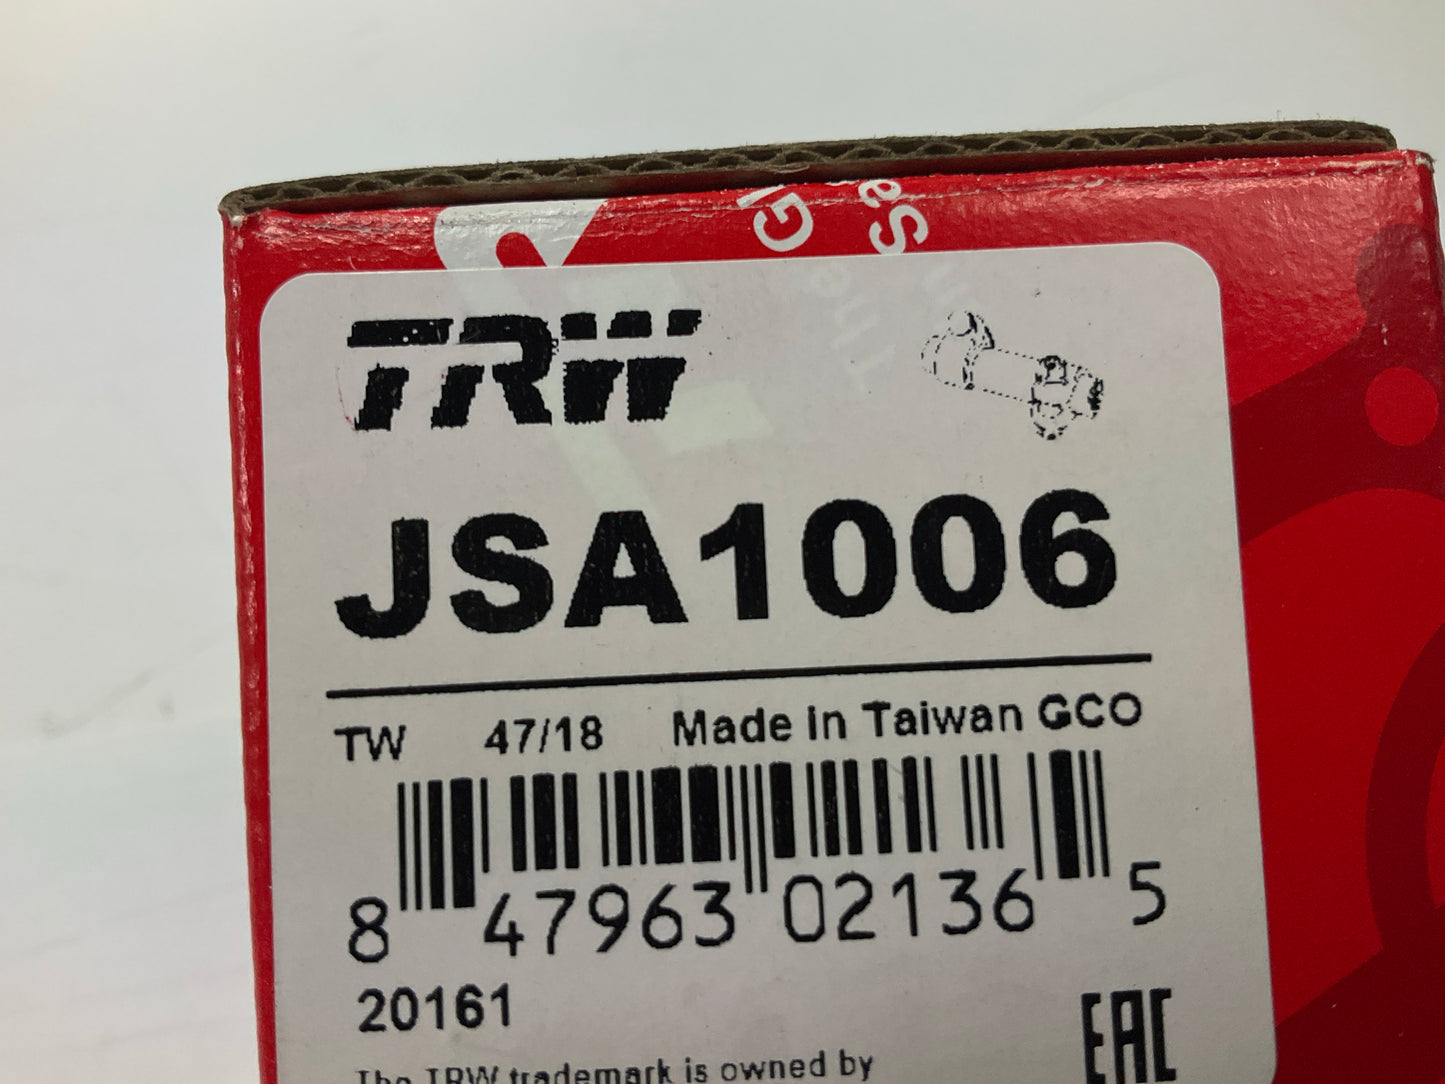 TRW
JSA1006
TW 47/18 Made in Taiwan GCO
8 47963 02136 5
20161
EAC
The TRW trademark is owned by